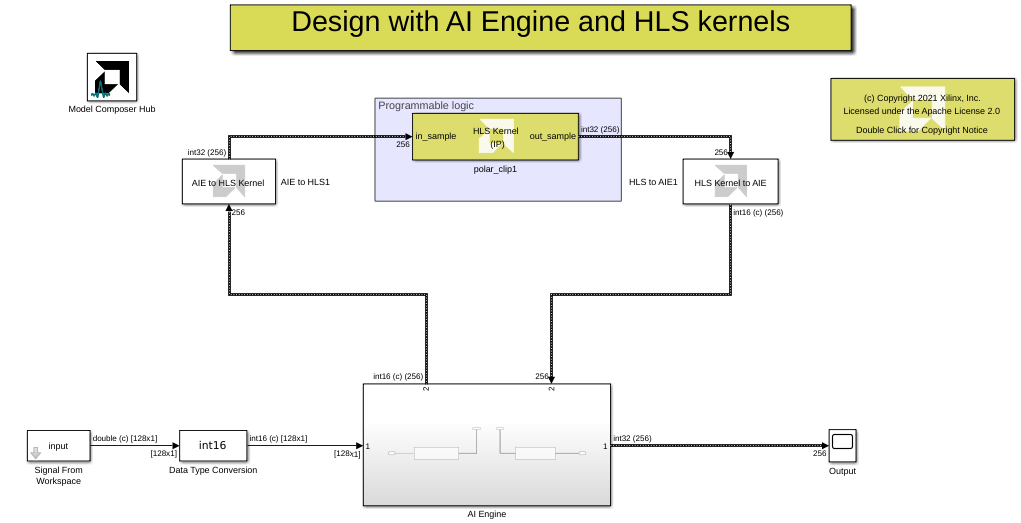 Design with AI Engine and HLS kernels
Model Composer Hub
(c) Copyright 2021 Xilinx, Inc.
Licensed under the Apache License 2.0
Double Click for Copyright Notice
Programmable logic
in_sample
HLS Kernel
(IP)
out_sample
int32 (256)
256
polar_clip1
int32 (256)
256
AIE to HLS Kernel
AIE to HLS1
HLS to AIE1
HLS Kernel to AIE
256
int16 (c) (256)
int16 (c) (256)
256
2
2
input
double (c) [128x1]
[128x1]
int16
int16 (c) [128x1]
[128x1]
1
1
int32 (256)
256
Signal From
Workspace
Data Type Conversion
Output
AI Engine